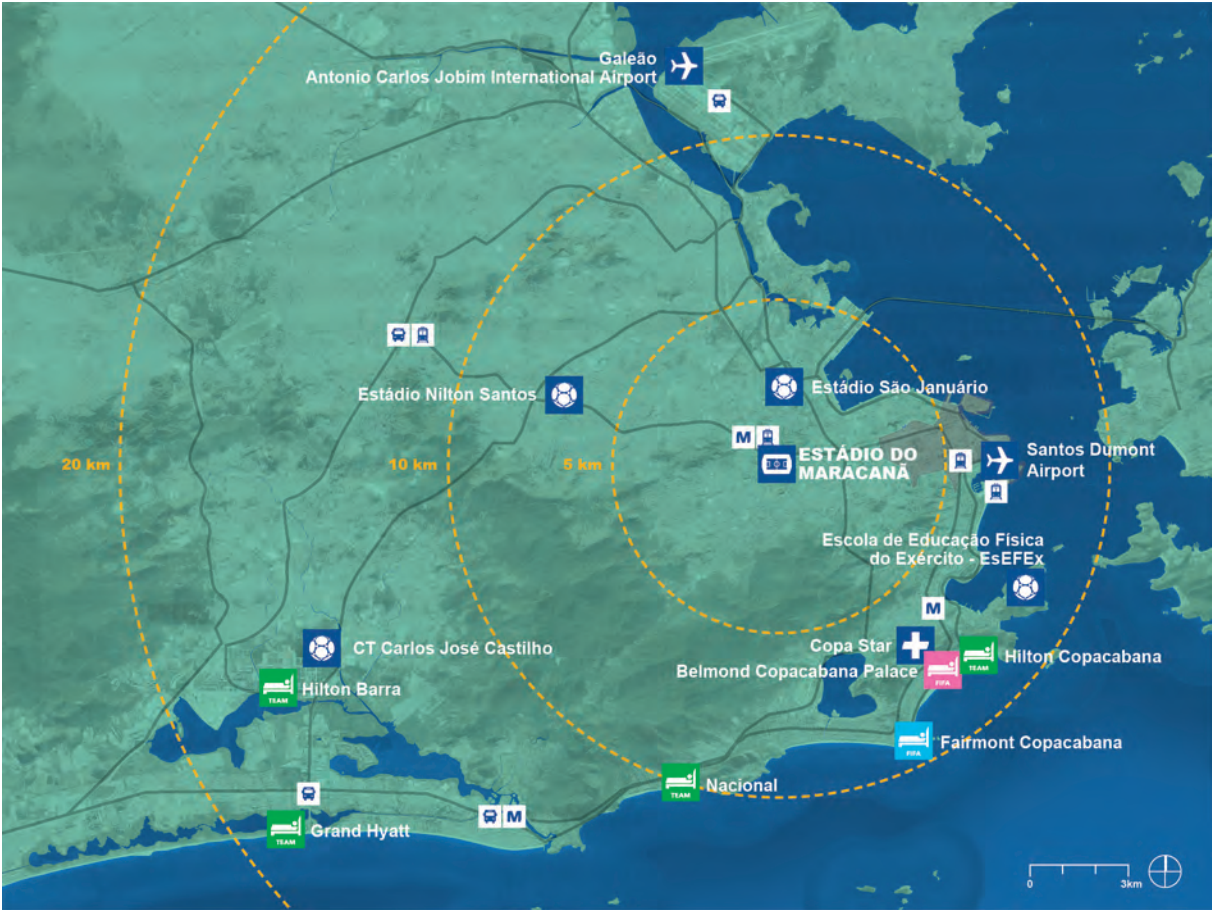 Galeão
Antonio Carlos Jobim International Airport
Estádio Nilton Santos
Estádio São Januário
M
20 km
10 km
5 km
ESTÁDIO DO
MARACANÃ
Santos Dumont
Airport
Escola de Educação Física
do Exército - EsEFEx
M
CT Carlos José Castilho
Copa Star
Hilton Copacabana
TEAM
Belmond Copacabana Palace
FIFA
Hilton Barra
TEAM
Fairmont Copacabana
FIFA
Nacional
TEAM
M
Grand Hyatt
TEAM
0 3km